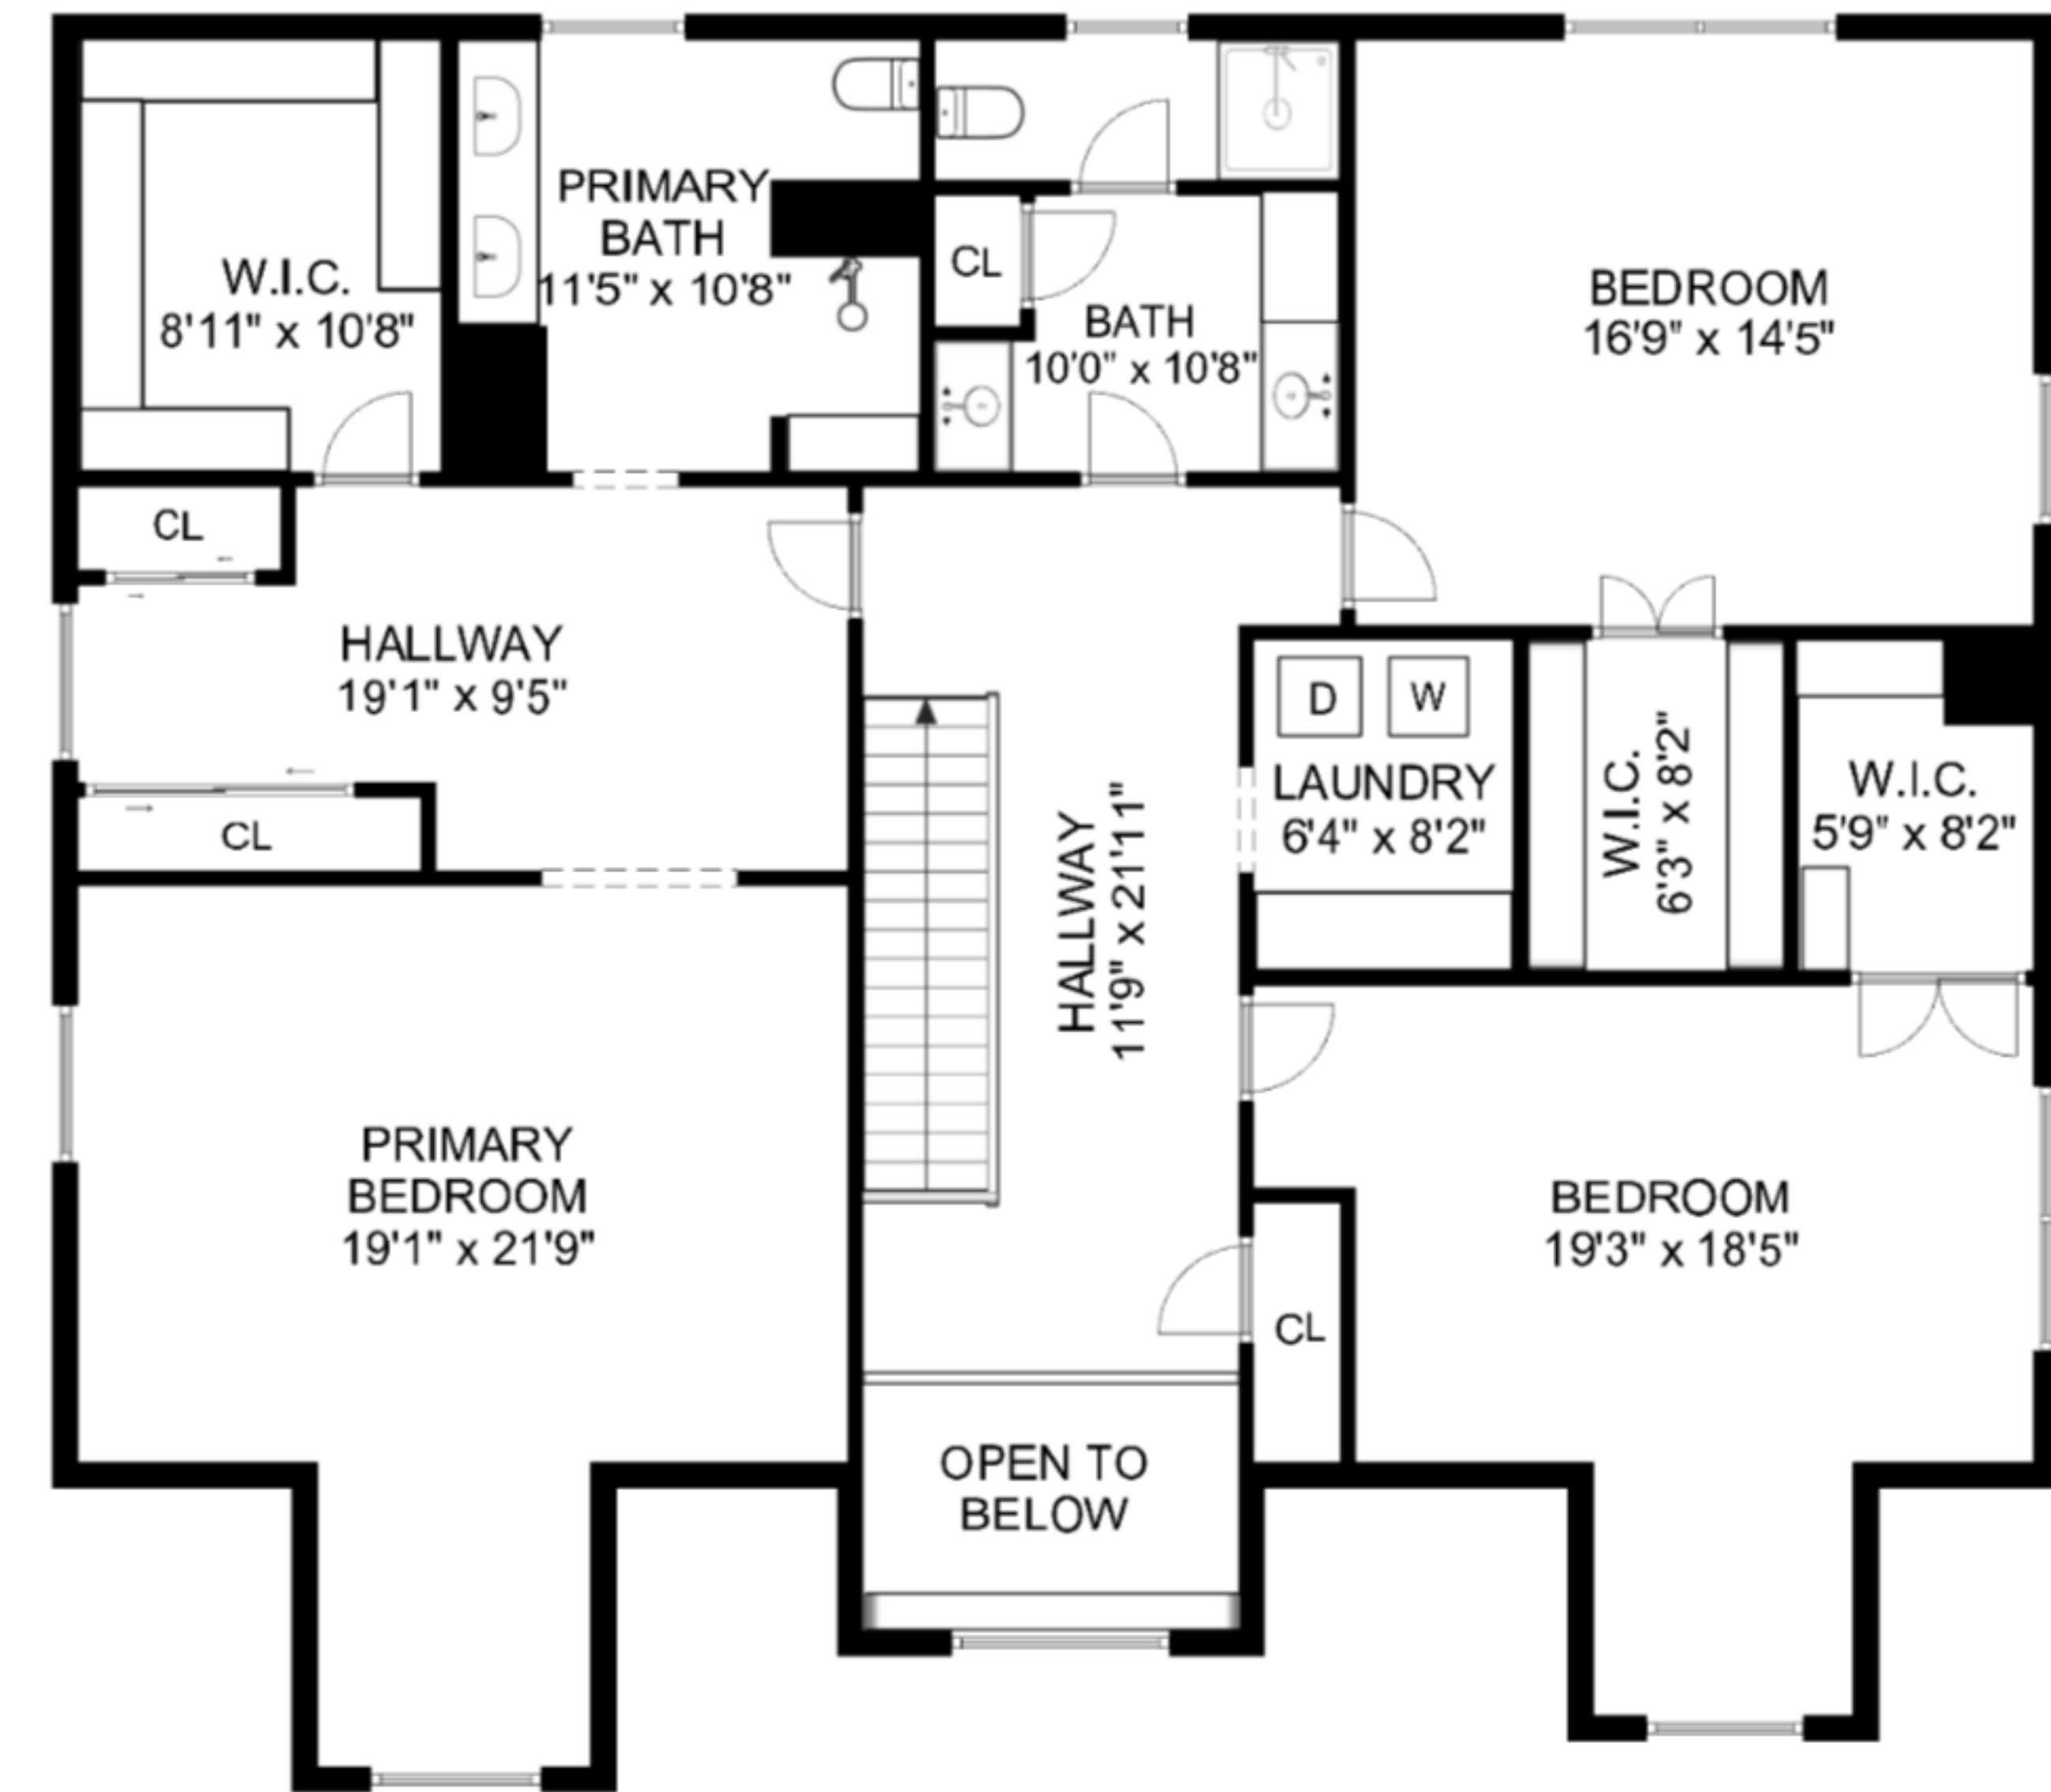 PRIMARY
BATH
11'5" x 10'8"
W.I.C.
8'11" x 10'8"
CL
BATH
10'0" x 10'8"
BEDROOM
16'9" x 14'5"
CL
HALLWAY
19'1" x 9'5"
CL
D
W
LAUNDRY
6'4" x 8'2"
W.I.C.
6'3" x 8'2"
W.I.C.
5'9" x 8'2"
HALLWAY
11'9" x 21'11"
PRIMARY
BEDROOM
19'1" x 21'9"
BEDROOM
19'3" x 18'5"
CL
OPEN TO
BELOW